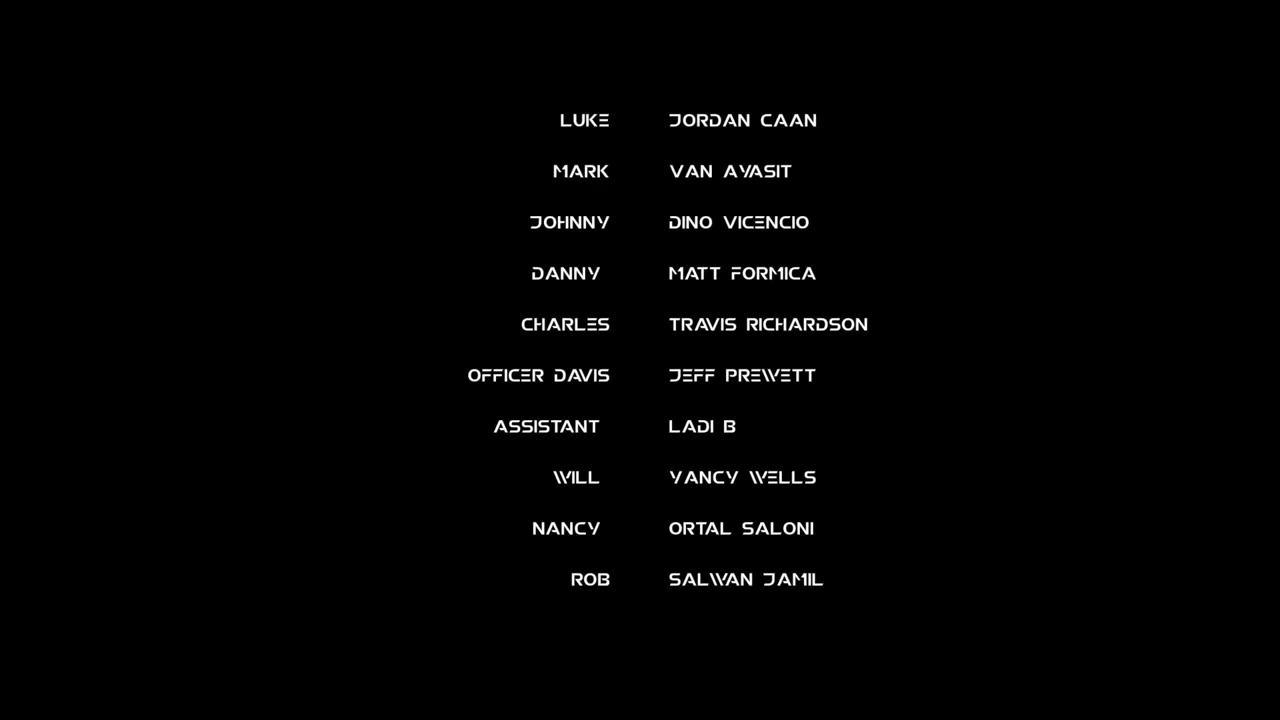 LUKE JORDAN CAAN
MARK VAN AYASIT
JOHNNY DINO VICENCIO
DANNY MATT FORMICA
CHARLES TRAVIS RICHARDSON
OFFICER DAVIS JEFF PREWETT
ASSISTANT LADI B
WILL YANCY WELLS
NANCY ORTAL SALONI
ROB SALWAN JAMIL